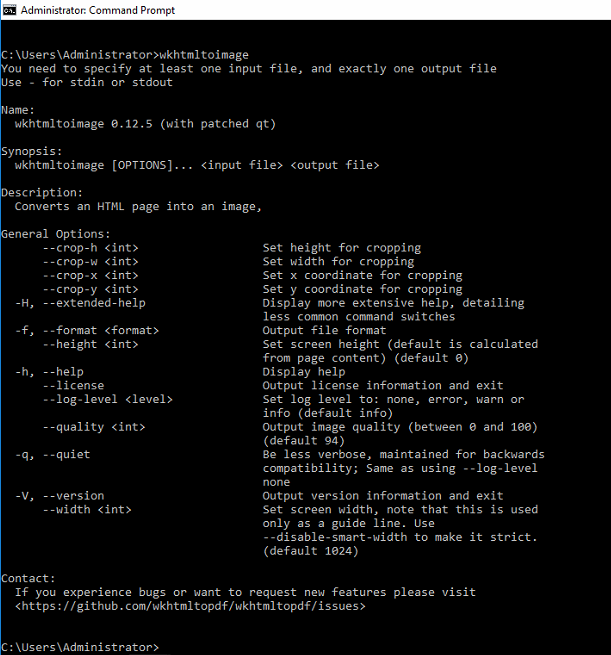 Administrator: Command Prompt
C:\Users\Administrator>wkhtmltoimage
You need to specify at least one input file, and exactly one output file
Use - for stdin or stdout
Name:
  wkhtmltoimage 0.12.5 (with patched qt)
Synopsis:
  wkhtmltoimage [OPTIONS]... <input file> <output file>
Description:
  Converts an HTML page into an image,
General Options:
      --crop-h <int>                  Set height for cropping
      --crop-w <int>                  Set width for cropping
      --crop-x <int>                  Set x coordinate for cropping
      --crop-y <int>                  Set y coordinate for cropping
  -H, --extended-help                 Display more extensive help, detailing
                                      less common command switches
  -f, --format <format>               Output file format
      --height <int>                  Set screen height (default is calculated
                                      from page content) (default 0)
  -h, --help                          Display help
      --license                       Output license information and exit
      --log-level <level>             Set log level to: none, error, warn or
                                      info (default info)
      --quality <int>                 Output image quality (between 0 and 100)
                                      (default 94)
  -q, --quiet                         Be less verbose, maintained for backwards
                                      compatibility; Same as using --log-level
                                      none
  -V, --version                       Output version information and exit
      --width <int>                   Set screen width, note that this is used
                                      only as a guide line. Use
                                      --disable-smart-width to make it strict.
                                      (default 1024)
Contact:
  If you experience bugs or want to request new features please visit
  <https://github.com/wkhtmltopdf/wkhtmltopdf/issues>
C:\Users\Administrator>